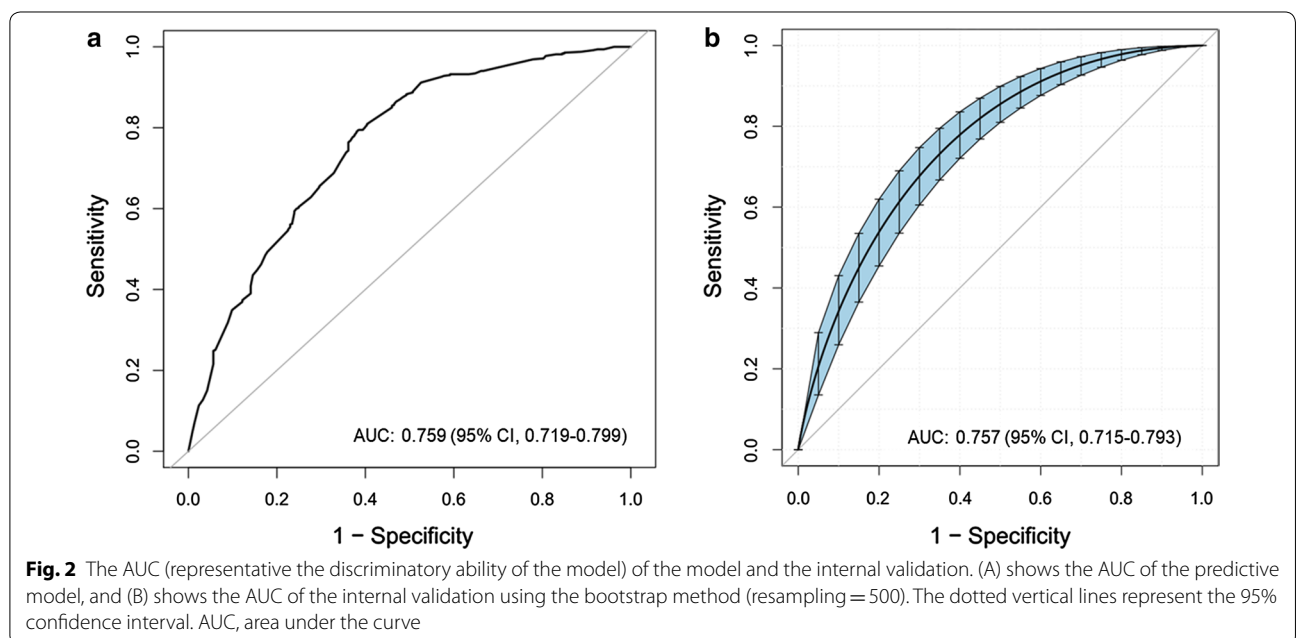 a
b
1.0
0.8
0.6
0.4
0.2
0.0
Sensitivity
AUC: 0.759 (95% CI, 0.719-0.799)
0.0 0.2 0.4 0.6 0.8 1.0
1 − Specificity
1.0
0.8
0.6
0.4
0.2
0.0
Sensitivity
AUC: 0.757 (95% CI, 0.715-0.793)
0.0 0.2 0.4 0.6 0.8 1.0
1 − Specificity
Fig. 2 The AUC (representative the discriminatory ability of the model) of the model and the internal validation. (A) shows the AUC of the predictive
model, and (B) shows the AUC of the internal validation using the bootstrap method (resampling = 500). The dotted vertical lines represent the 95%
confidence interval. AUC, area under the curve